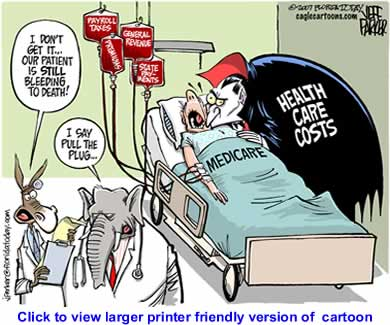 I DON'T
GET IT...
OUR PATIENT
IS STILL
BLEEDING
TO DEATH!
I SAY
PULL THE
PLUG...
PAYROLL
TAXES
PREMIUMS
GENERAL
REVENUE
STATE
PAY-
MENTS
©2007 FLORIDA TODAY
eaglecartoons.com
JEFF
PARKER
HEALTH
CARE
COSTS
MEDICARE
jparker@floridatoday.com
Click to view larger printer friendly version of cartoon